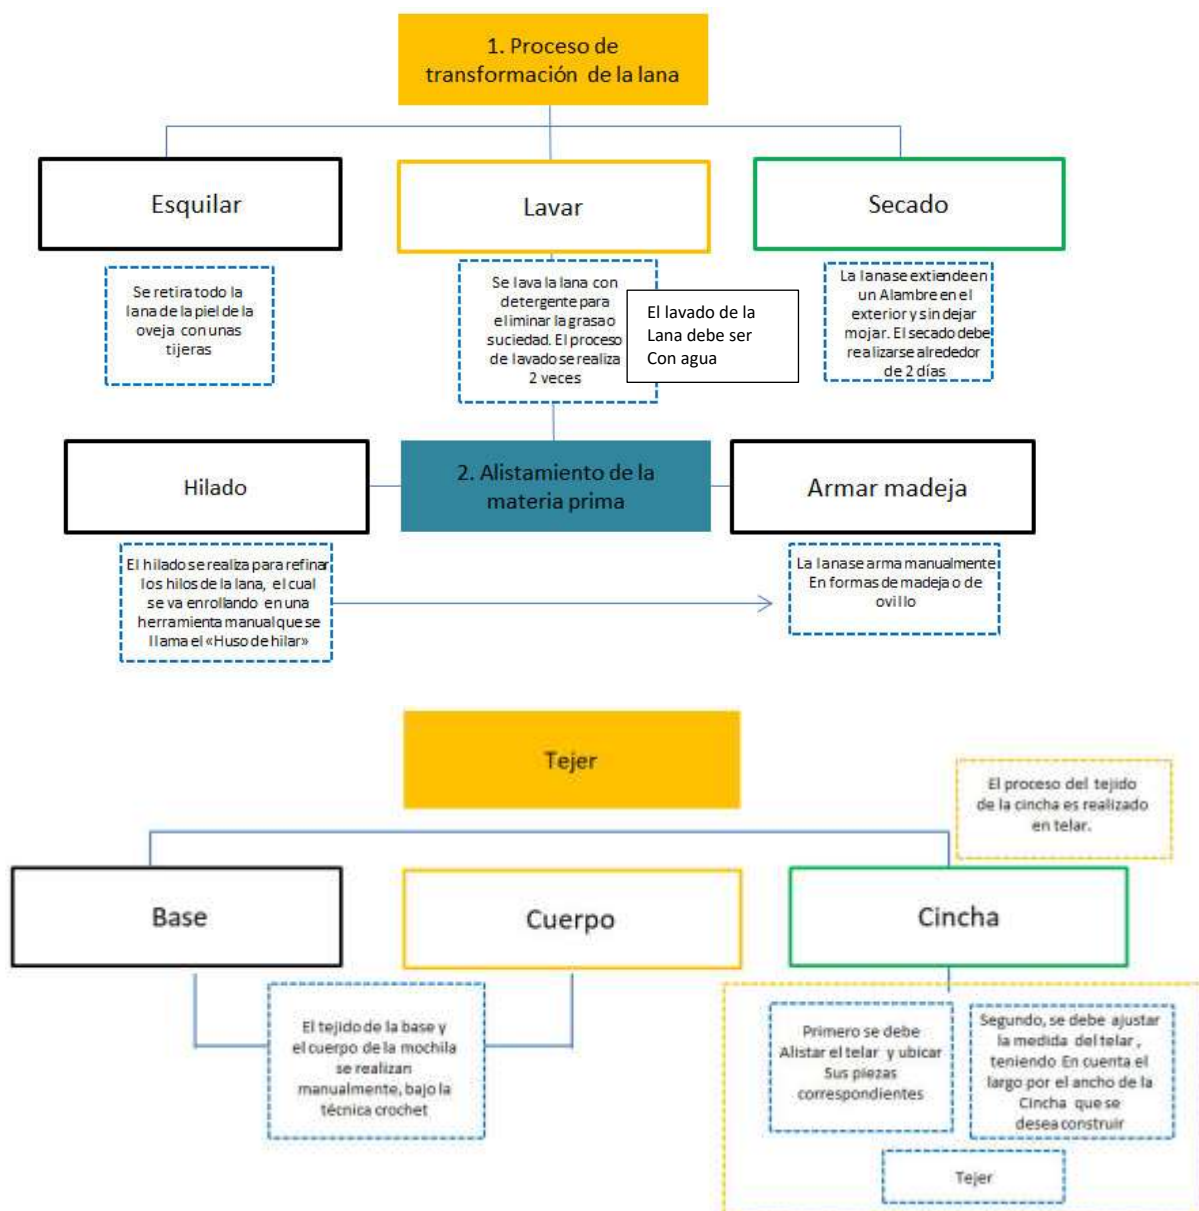 1. Proceso de
transformación de la lana
Esquilar
Lavar
Secado
Se retira todo la
lana de la piel de la
oveja con unas
tijeras
Se lava la lana con
detergente para
eliminar la grasa o
suciedad. El proceso
de lavado se realiza
2 veces
El lavado de la
Lana debe ser
Con agua
La lana se extiende en
un Alambre en el
exterior y sin dejar
mojar. El secado debe
realizarse alrededor
de 2 días
Hilado
2. Alistamiento de la
materia prima
Armar madeja
El hilado se realiza para refinar
los hilos de la lana, el cual
se va enrollando en una
herramienta manual que se
llama el «Huso de hilar»
La lana se arma manualmente
En formas de madeja o de
ovillo
Tejer
El proceso del tejido
de la cincha es realizado
en telar.
Base
Cuerpo
Cincha
El tejido de la base y
el cuerpo de la mochila
se realizan
manualmente, bajo la
técnica crochet
Primero se debe
Alistar el telar y ubicar
Sus piezas
correspondientes
Segundo, se debe ajustar
la medida del telar,
teniendo En cuenta el
largo por el ancho de la
Cincha que se
desea construir
Tejer